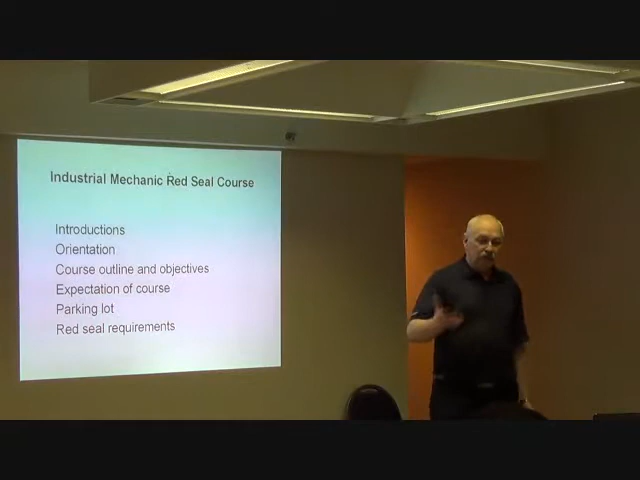 Industrial Mechanic Red Seal Course
Introductions
Orientation
Course outline and objectives
Expectation of course
Parking lot
Red seal requirements